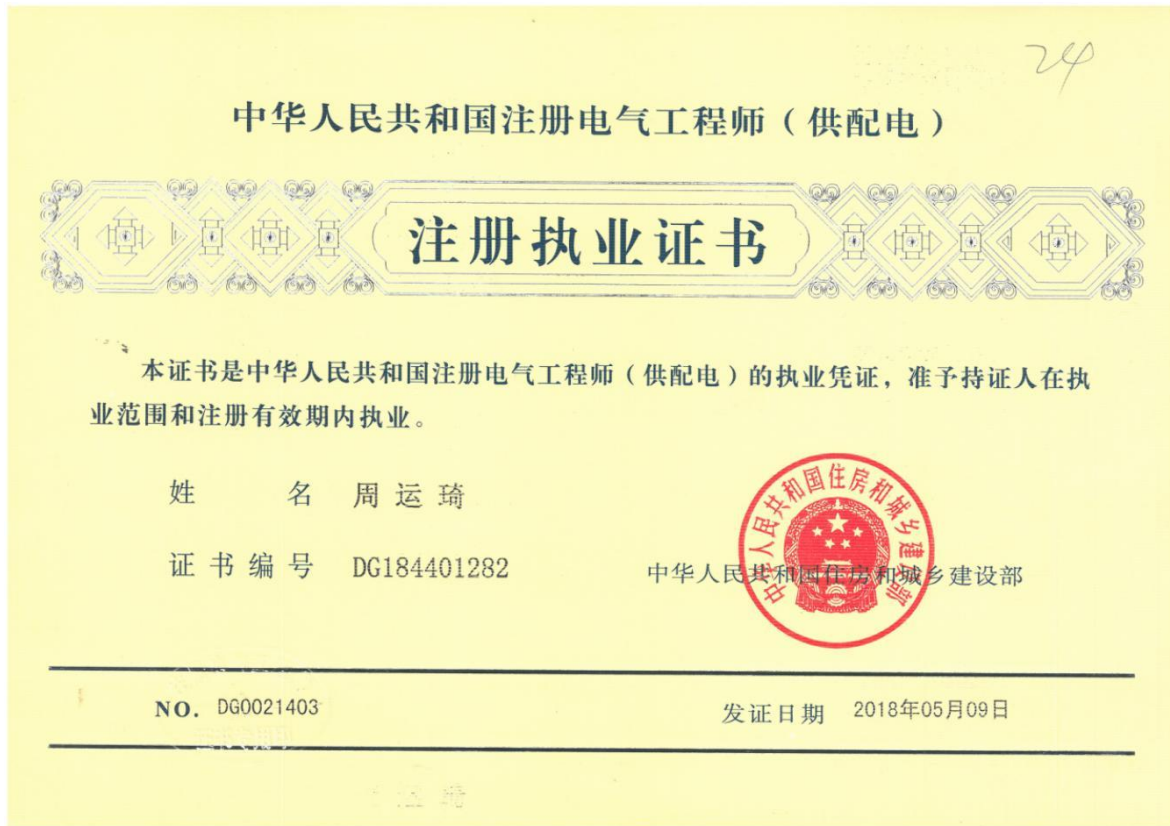 24
中华人民共和国注册电气工程师（供配电）
注册执业证书
本证书是中华人民共和国注册电气工程师（供配电）的执业凭证，准予持证人在执
业范围和注册有效期内执业。
姓 名 周运琦
证书编号 DG184401282
中华人民共和国住房和城乡建设部
中华人民共和国住房和城乡建设部
NO. DG0021403
发证日期 2018年05月09日